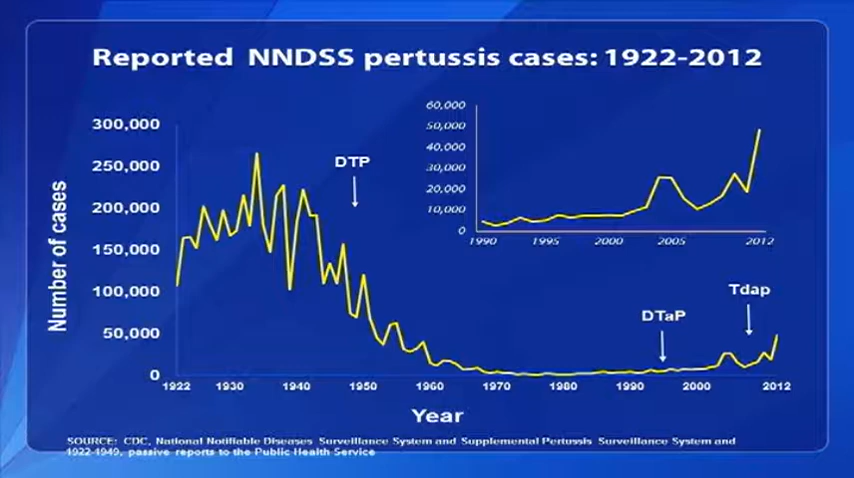 Reported NNDSS pertussis cases: 1922-2012
60,000
50,000
40,000
30,000
20,000
10,000
0
1990 1995 2000 2005 2012
Number of cases
300,000
250,000
200,000
150,000
100,000
50,000
0
DTP
DTaP
Tdap
1922 1930 1940 1950 1960 1970 1980 1990 2000 2012
Year
SOURCE: CDC, National Notifiable Diseases Surveillance System and Supplemental Pertussis Surveillance System and
1922-1949, passive reports to the Public Health Service